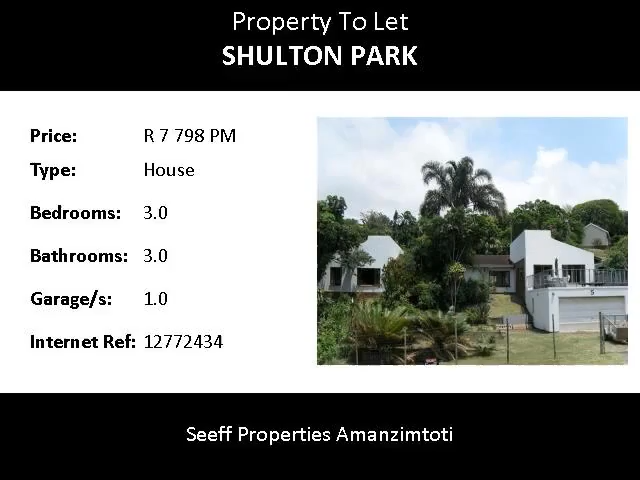 Property To Let
SHULTON PARK
Price: R 7 798 PM
Type: House
Bedrooms: 3.0
Bathrooms: 3.0
Garage/s: 1.0
Internet Ref: 12772434
5
Seeff Properties Amanzimtoti